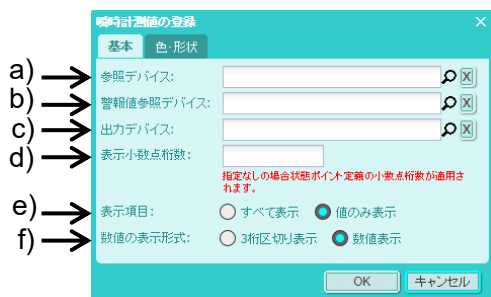 瞬時計測値の登録 ×
基本 色・形状
a) 参照デバイス: X
b) 警報値参照デバイス: X
c) 出力デバイス: X
d) 表示小数点桁数:
指定なしの場合状態ポイント定義の小数点桁数が適用さ
れます。
e) 表示項目: すべて表示 値のみ表示
f) 数値の表示形式: 3桁区切り表示 数値表示
OK キャンセル